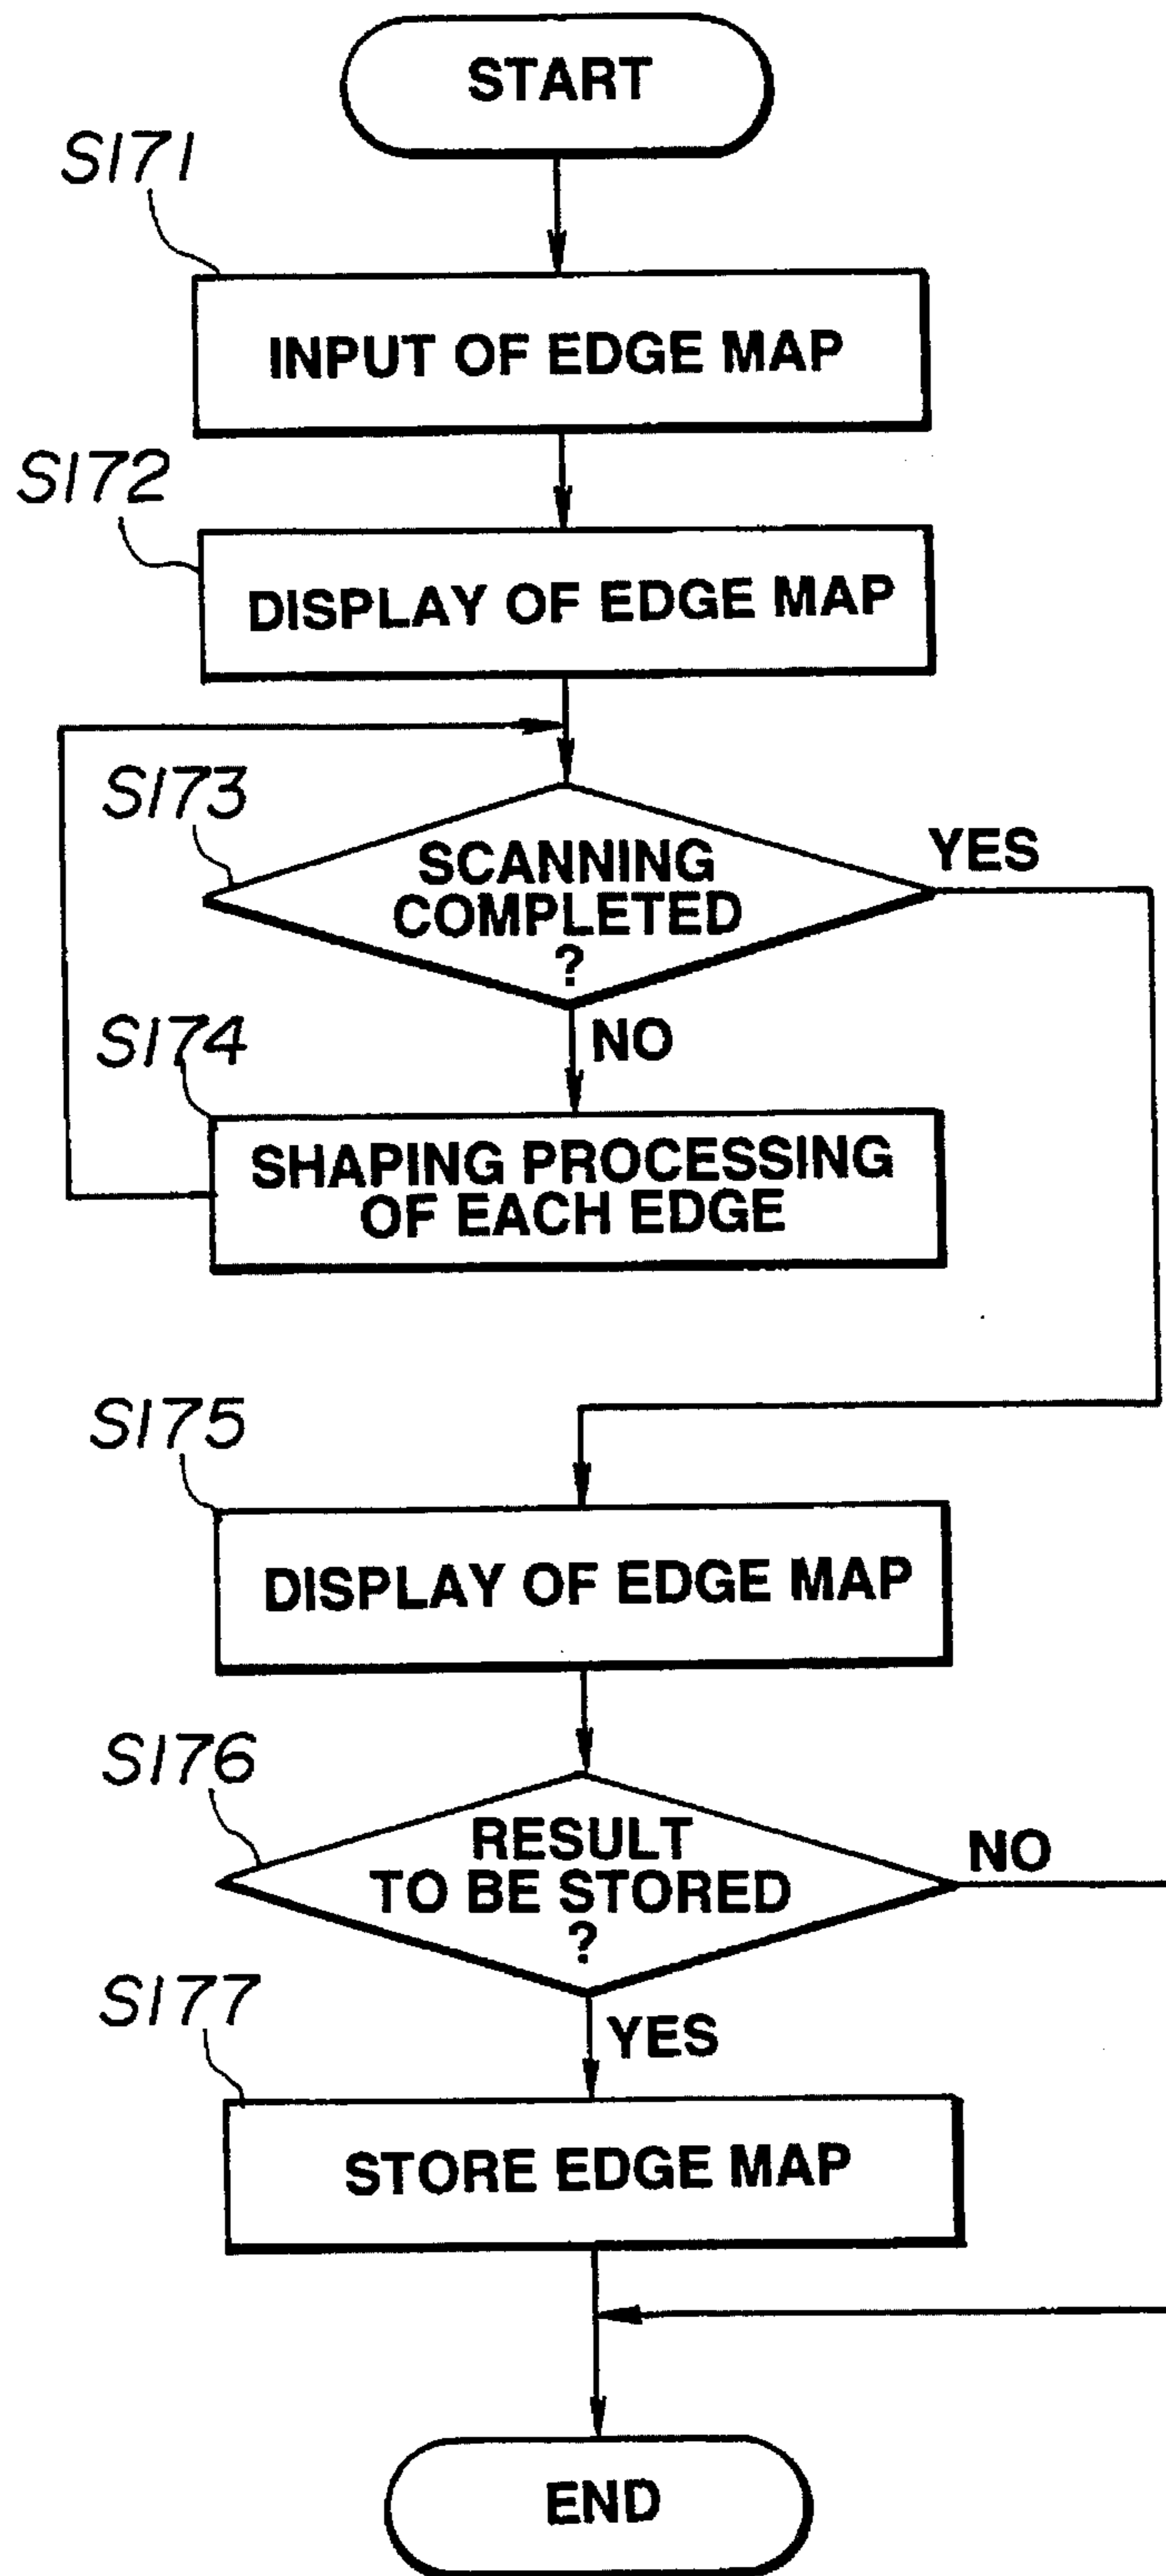 START
S171
INPUT OF EDGE MAP
S172
DISPLAY OF EDGE MAP
S173
SCANNING
COMPLETED
?
YES
NO
S174
SHAPING PROCESSING
OF EACH EDGE
S175
DISPLAY OF EDGE MAP
S176
RESULT
TO BE STORED
?
NO
YES
S177
STORE EDGE MAP
END